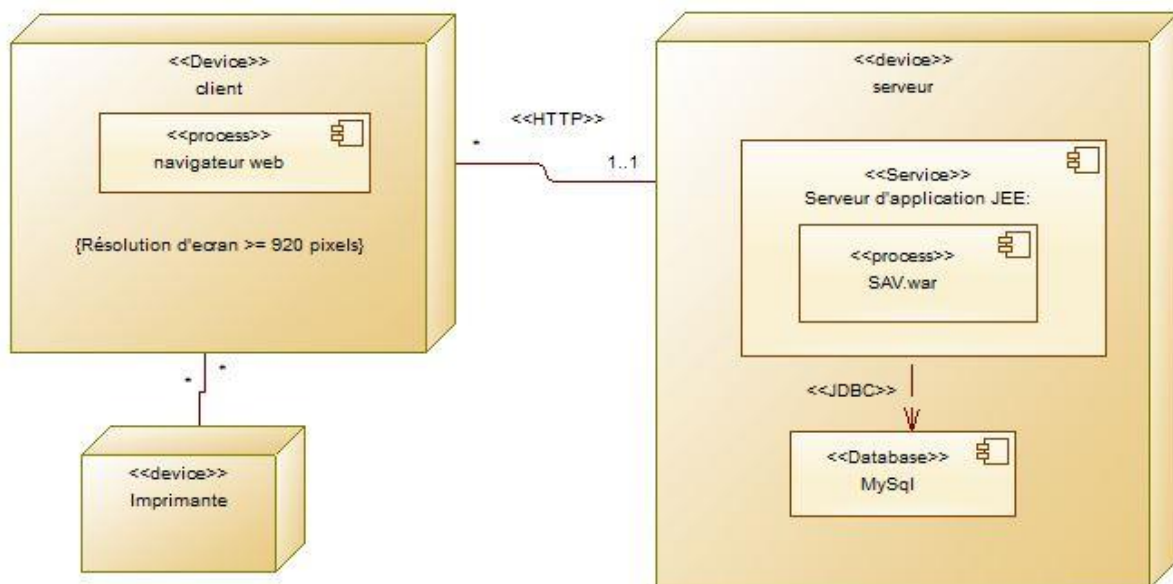 <<Device>>
client
<<process>>
navigateur web
{Résolution d'ecran >= 920 pixels}
*
<<HTTP>>
1..1
*
*
<<device>>
Imprimante
<<device>>
serveur
<<Service>>
Serveur d'application JEE:
<<process>>
SAV.war
<<JDBC>>
<<Database>>
MySql